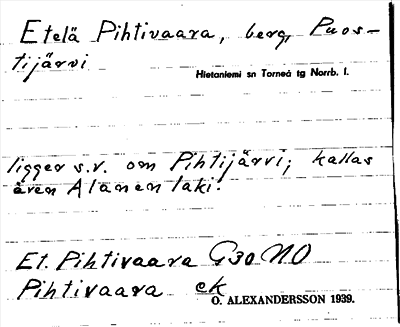 Etelä Pihtivaara, berg, Puos-
tijärvi
Hietaniemi sn Torneå tg Norrb. l.
ligger s.v. om Pihtijärvi; kallas
även Alanen laki.
Et. Pihtivaara G30 NO
Pihtivaara ek
O. ALEXANDERSSON 1939.